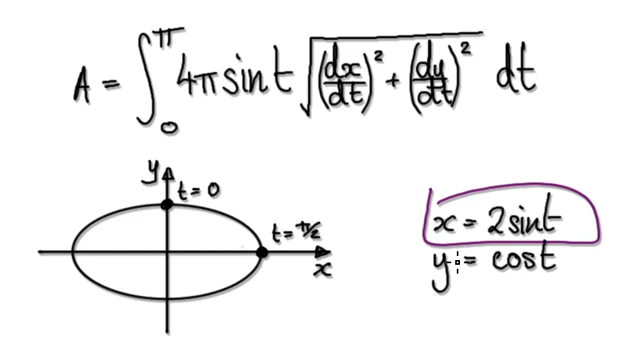 A = ∫₀^π 4π sin t √((dx/dt)² + (dy/dt)²) dt
y
t = 0
t = π/2
x
x = 2 sin t
y = cos t